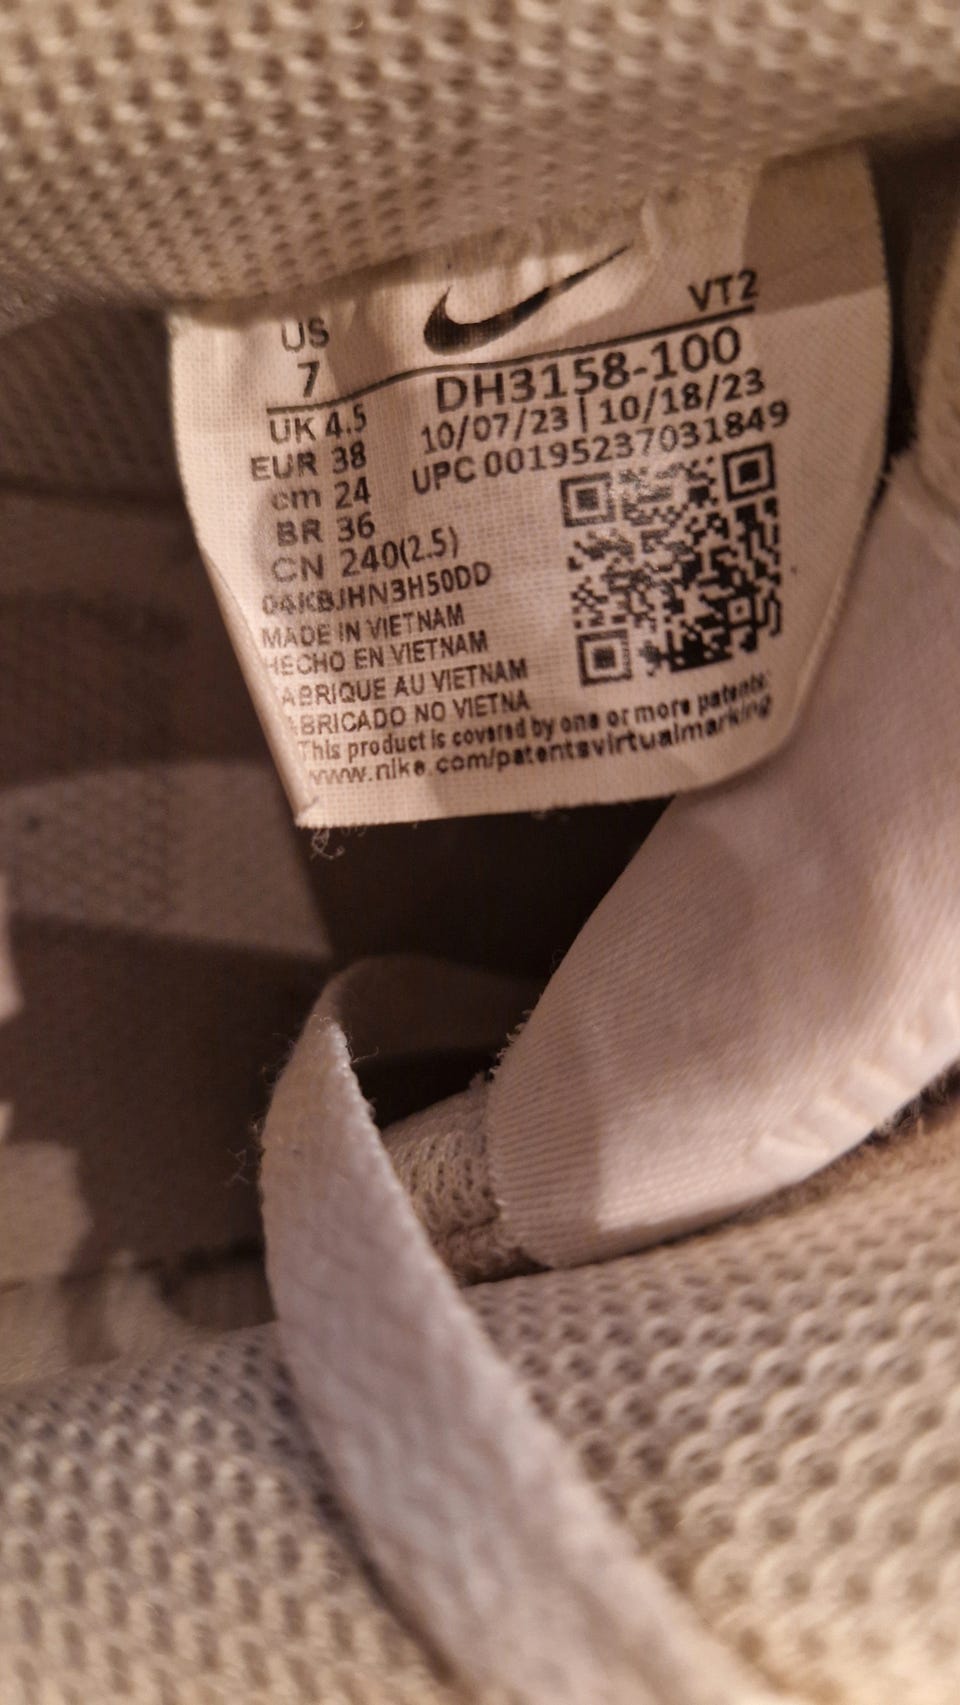 VT2
US
7
DH3158-100
10/07/23 | 10/18/23
UPC 00195237031849
UK 4.5
EUR 38
cm 24
BR 36
CN 240(2.5)
04KBJHN3H50DD
MADE IN VIETNAM
HECHO EN VIETNAM
ABRIQUE AU VIETNAM
ABRICADO NO VIETNA
This product is covered by one or more patents:
www.nike.com/patentsvirtualmarking